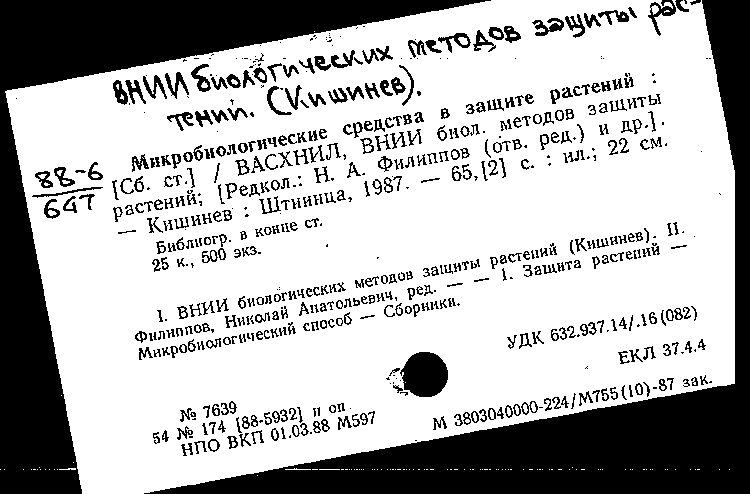 ВНИИ биологических методов защиты рас-
тений. (Кишинев).
88-6
647
Микробиологические средства в защите растений :
[Сб. ст.] / ВАСХНИЛ, ВНИИ биол. методов защиты
растений; [Редкол.: Н. А. Филиппов (отв. ред.) и др.].
— Кишинев : Штиинца, 1987. — 65, [2] с. : ил.; 22 см.
Библиогр. в конце ст.
25 к., 500 экз.
I. ВНИИ биологических методов защиты растений (Кишинев). II.
Филиппов, Николай Анатольевич, ред. — — 1. Защита растений —
Микробиологический способ — Сборники.
УДК 632.937.14/.16(082)
ЕКЛ 37.4.4
№ 7639
54 № 174 [88-5932] п оп.
НПО ВКП 01.03.88 М597
М 3803040000-224/М755(10)-87 зак.